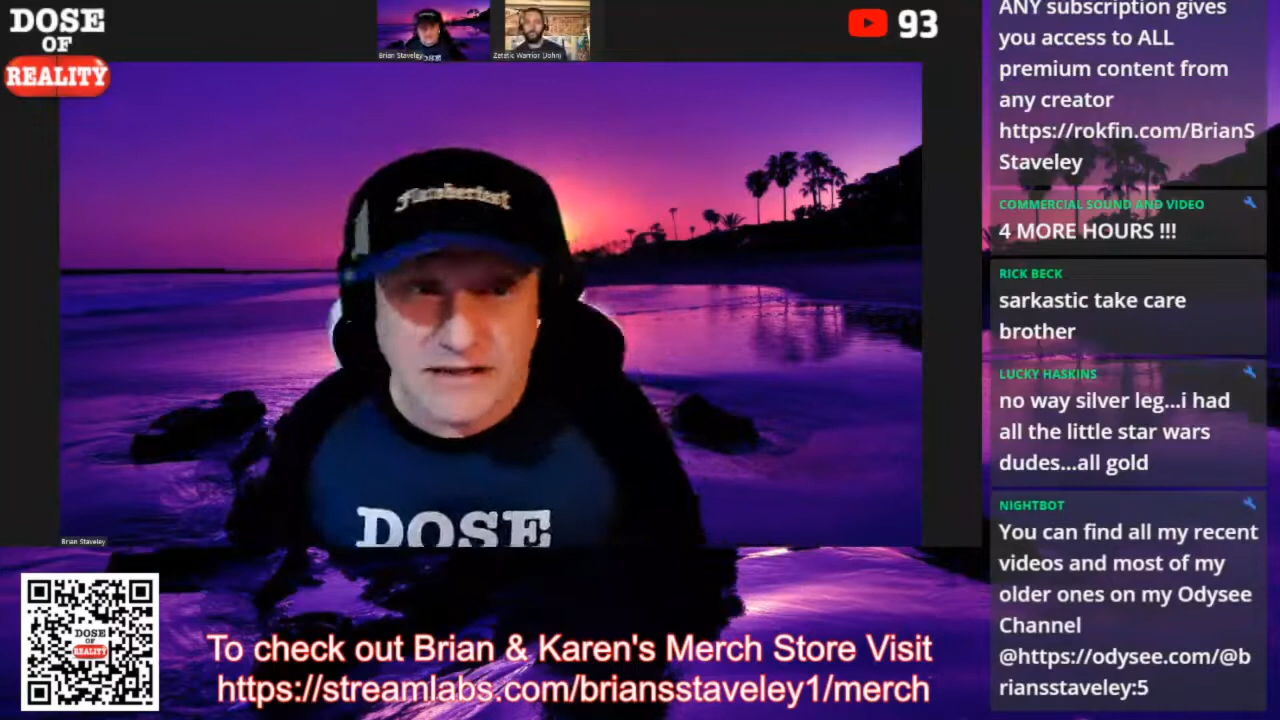 DOSE
OF
REALITY
Brian Staveley
Zetetic Warrior (John)
93
Oktoberfest
DOSE
Brian Staveley
DOSE
OF
REALITY
To check out Brian & Karen's Merch Store Visit
https://streamlabs.com/briansstaveley1/merch
ANY subscription gives
you access to ALL
premium content from
any creator
https://rokfin.com/BrianS
Staveley
COMMERCIAL SOUND AND VIDEO
4 MORE HOURS !!!
RICK BECK
sarkastic take care
brother
LUCKY HASKINS
no way silver leg...i had
all the little star wars
dudes...all gold
NIGHTBOT
You can find all my recent
videos and most of my
older ones on my Odysee
Channel
@https://odysee.com/@b
riansstaveley:5